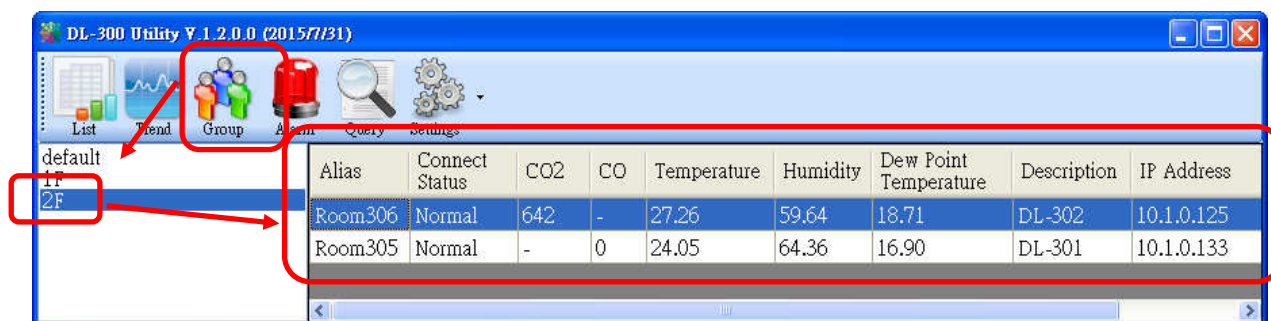 DL-300 Utility V.1.2.0.0 (2015/7/31)
List Trend Group Alarm Query Settings
default
1F
2F
Alias Connect Status CO2 CO Temperature Humidity Dew Point Temperature Description IP Address
Room306 Normal 642 - 27.26 59.64 18.71 DL-302 10.1.0.125
Room305 Normal - 0 24.05 64.36 16.90 DL-301 10.1.0.133